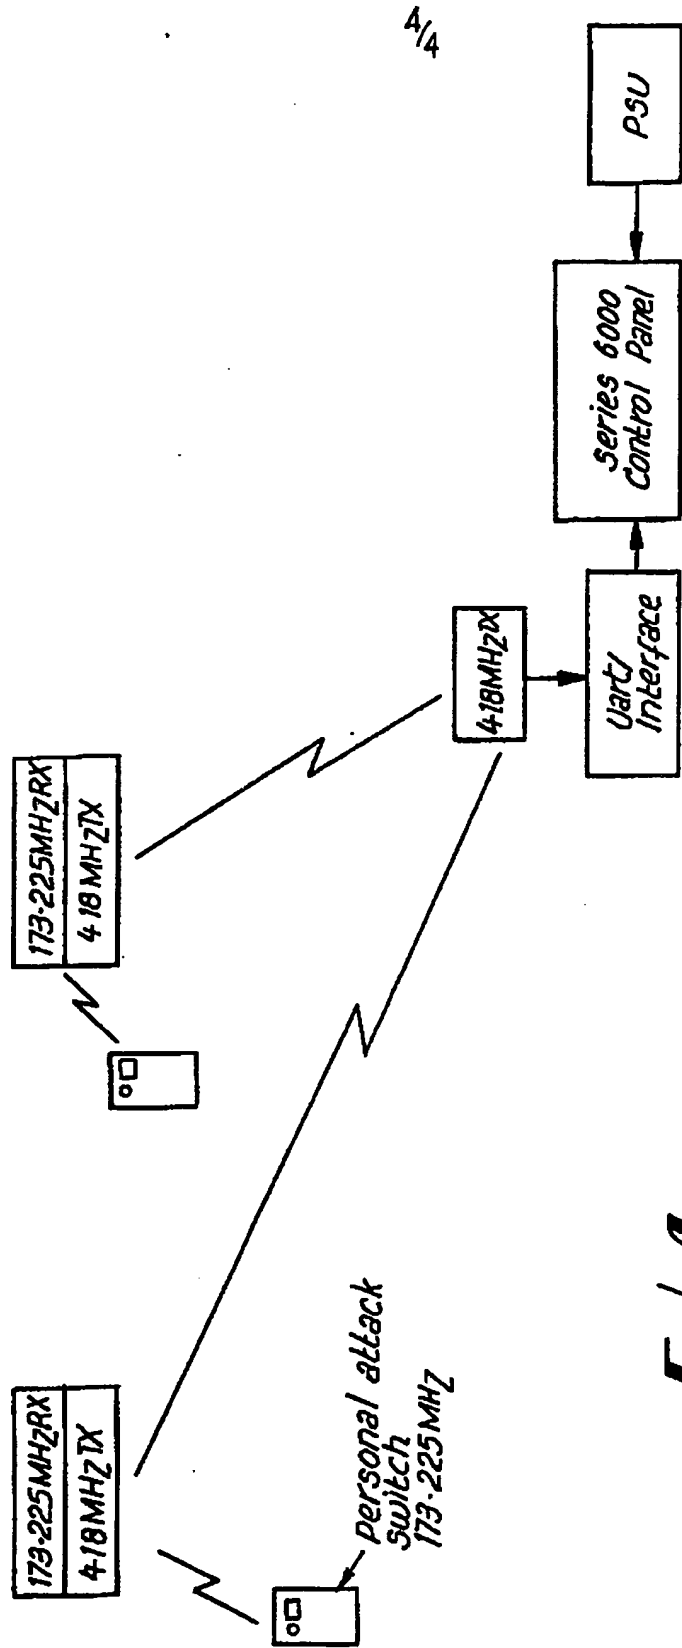 4/4
173·225MHZRX
418MHZTX
173·225MHZRX
418MHZTX
personal attack
switch
173·225MHZ
418MHZTX
Uart/
Interface
Series 6000
Control Panel
PSU